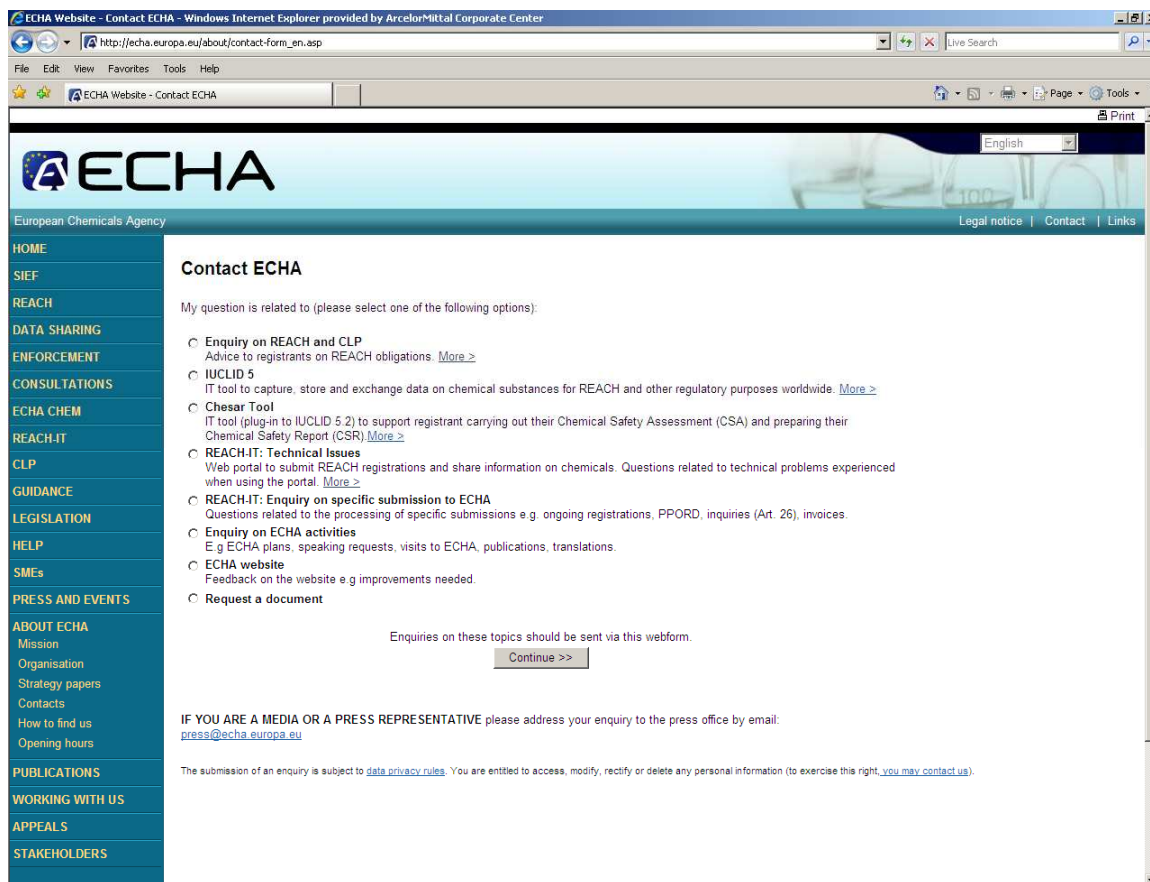 ECHA Website - Contact ECHA - Windows Internet Explorer provided by ArcelorMittal Corporate Center
http://echa.europa.eu/about/contact-form_en.asp
Live Search
File Edit View Favorites Tools Help
ECHA Website - Contact ECHA
Page Tools
Print
English
ECHA
100
European Chemicals Agency
Legal notice | Contact | Links
HOME
SIEF
REACH
DATA SHARING
ENFORCEMENT
CONSULTATIONS
ECHA CHEM
REACH-IT
CLP
GUIDANCE
LEGISLATION
HELP
SMEs
PRESS AND EVENTS
ABOUT ECHA
Mission
Organisation
Strategy papers
Contacts
How to find us
Opening hours
PUBLICATIONS
WORKING WITH US
APPEALS
STAKEHOLDERS
Contact ECHA
My question is related to (please select one of the following options):
Enquiry on REACH and CLP
Advice to registrants on REACH obligations. More >
IUCLID 5
IT tool to capture, store and exchange data on chemical substances for REACH and other regulatory purposes worldwide. More >
Chesar Tool
IT tool (plug-in to IUCLID 5.2) to support registrant carrying out their Chemical Safety Assessment (CSA) and preparing their
Chemical Safety Report (CSR).More >
REACH-IT: Technical Issues
Web portal to submit REACH registrations and share information on chemicals. Questions related to technical problems experienced
when using the portal. More >
REACH-IT: Enquiry on specific submission to ECHA
Questions related to the processing of specific submissions e.g. ongoing registrations, PPORD, inquiries (Art. 26), invoices.
Enquiry on ECHA activities
E.g ECHA plans, speaking requests, visits to ECHA, publications, translations.
ECHA website
Feedback on the website e.g improvements needed.
Request a document
Enquiries on these topics should be sent via this webform.
Continue >>
IF YOU ARE A MEDIA OR A PRESS REPRESENTATIVE please address your enquiry to the press office by email:
press@echa.europa.eu
The submission of an enquiry is subject to data privacy rules. You are entitled to access, modify, rectify or delete any personal information (to exercise this right, you may contact us).